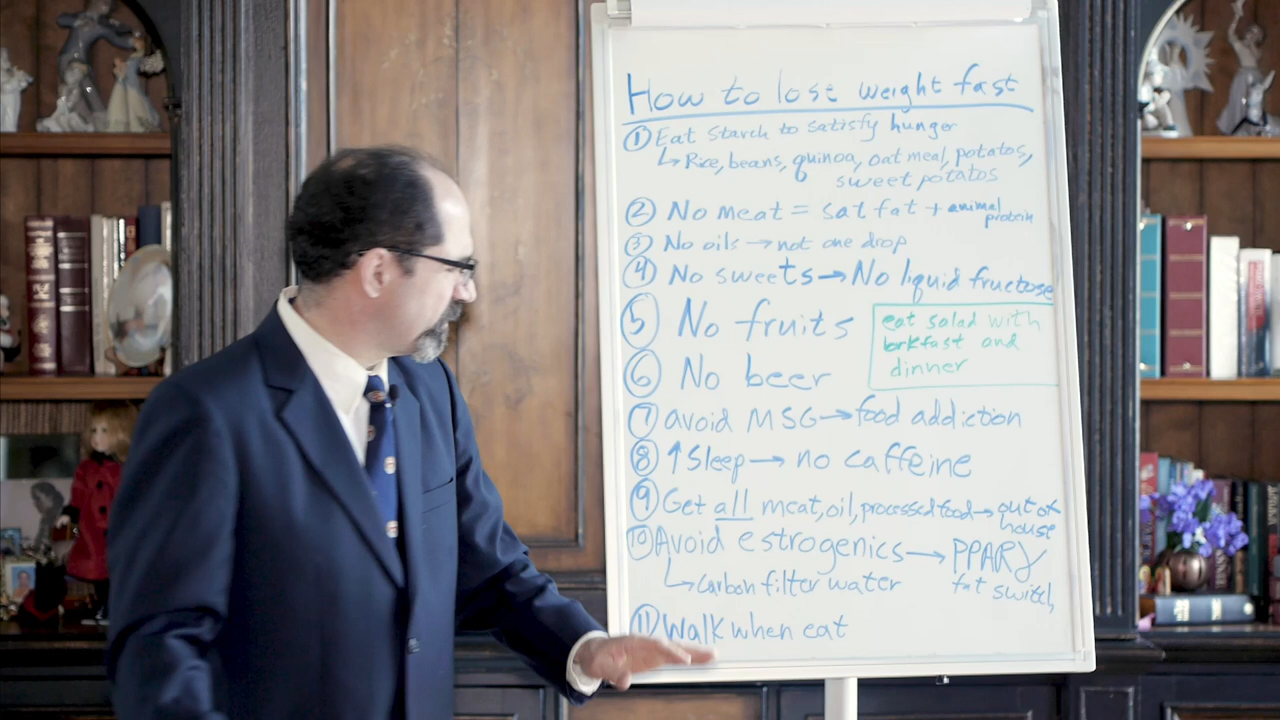 How to lose weight fast
① Eat starch to satisfy hunger
↳ Rice, beans, quinoa, oatmeal, potatos,
sweet potatos
② No meat = sat fat + animal
protein
③ No oils → not one drop
④ No sweets → No liquid fructose
⑤ No fruits
eat salad with
brkfast and
dinner
⑥ No beer
⑦ avoid MSG → food addiction
⑧ ↑ Sleep → no caffeine
⑨ Get all meat, oil, processed food → out of
house
⑩ Avoid estrogenics → PPARγ
↳ Carbon filter water
fat switch,
⑪ Walk when eat